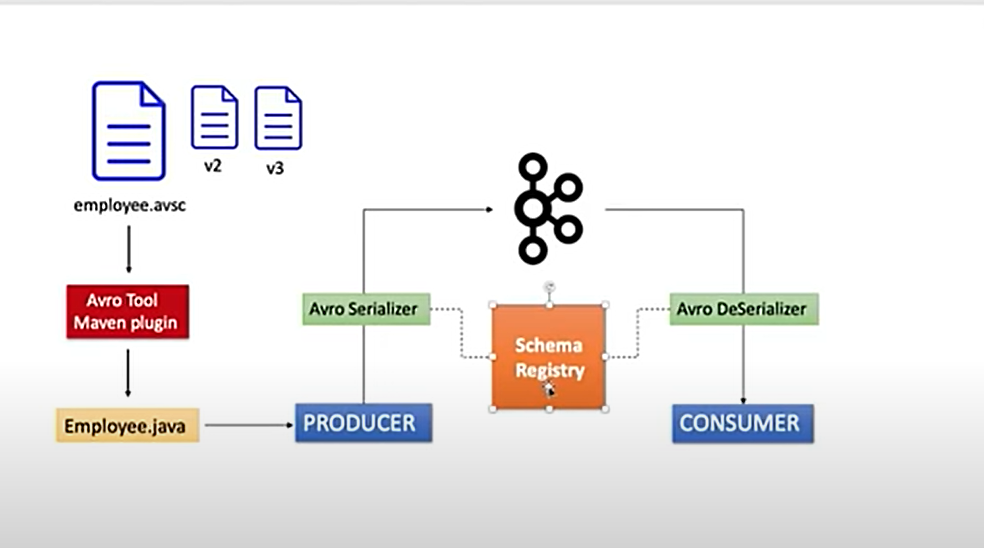 v2
v3
employee.avsc
Avro Tool
Maven plugin
Avro Serializer
Avro DeSerializer
Schema
Registry
Employee.java
PRODUCER
CONSUMER